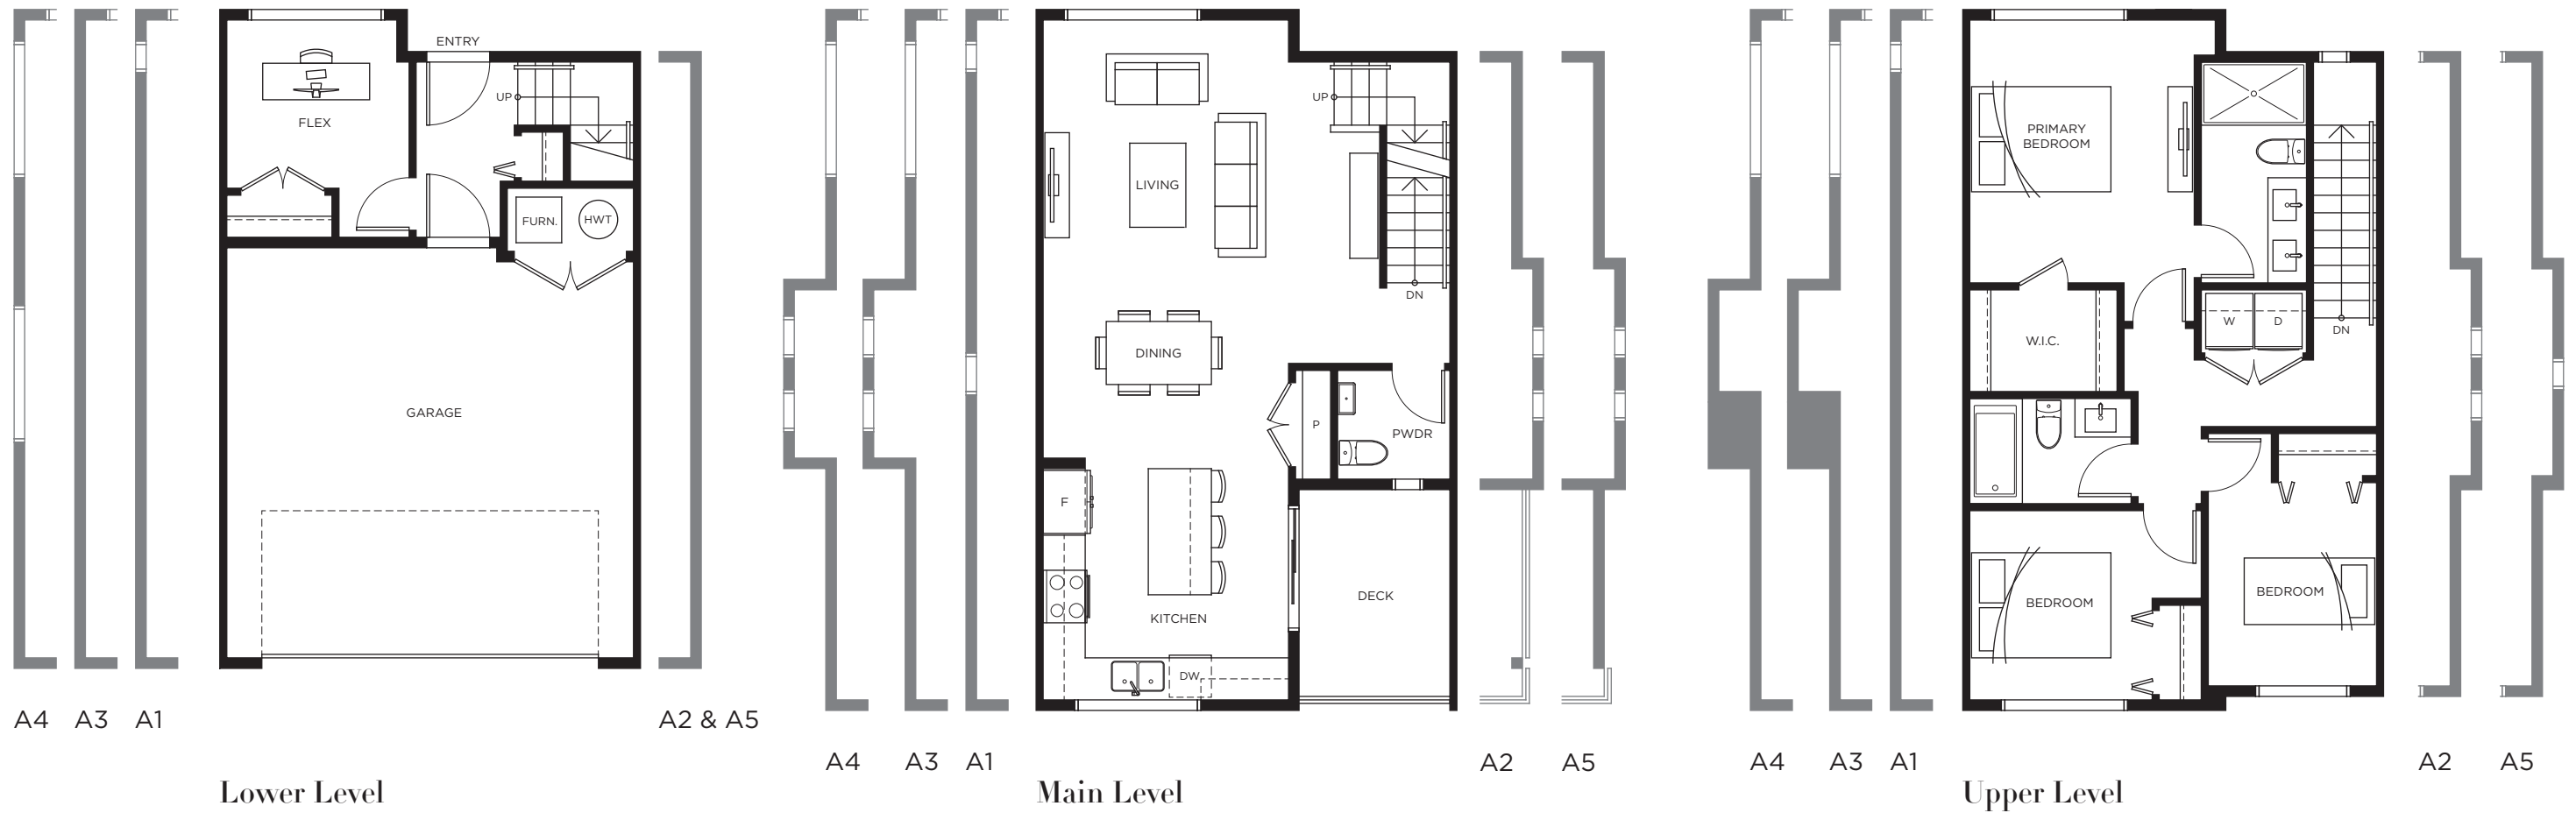 ENTRY
UP
FLEX
FURN.
HWT
GARAGE
A4
A3
A1
A2 & A5
Lower Level
UP
LIVING
DN
DINING
P
PWDR
F
DECK
KITCHEN
DW
A4
A3
A1
A2
A5
Main Level
PRIMARY
BEDROOM
W
D
DN
W.I.C.
BEDROOM
BEDROOM
A4
A3
A1
A2
A5
Upper Level